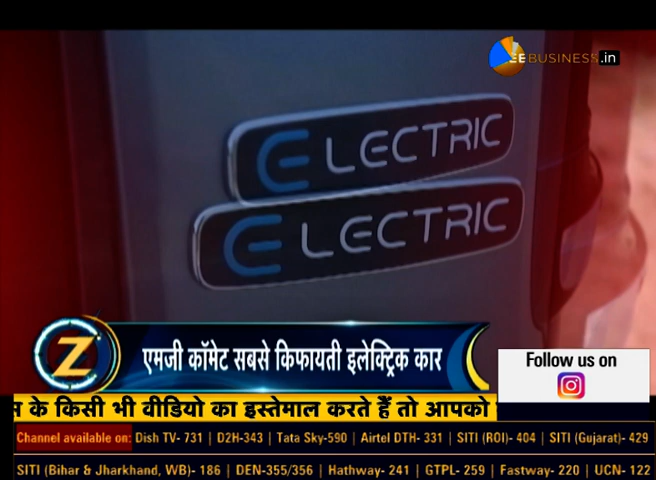 ZEEBUSINESS.in
ELECTRIC
ELECTRIC
Z
एमजी कॉमेट सबसे किफायती इलेक्ट्रिक कार
Follow us on
के किसी भी वीडियो का इस्तेमाल करते हैं तो आपको
Channel available on: Dish TV- 731 | D2H-343 | Tata Sky-590 | Airtel DTH- 331 | SITI (ROI)- 404 | SITI (Gujarat)- 429
SITI (Bihar & Jharkhand, WB)- 186 | DEN-355/356 | Hathway- 241 | GTPL- 259 | Fastway- 220 | UCN- 122